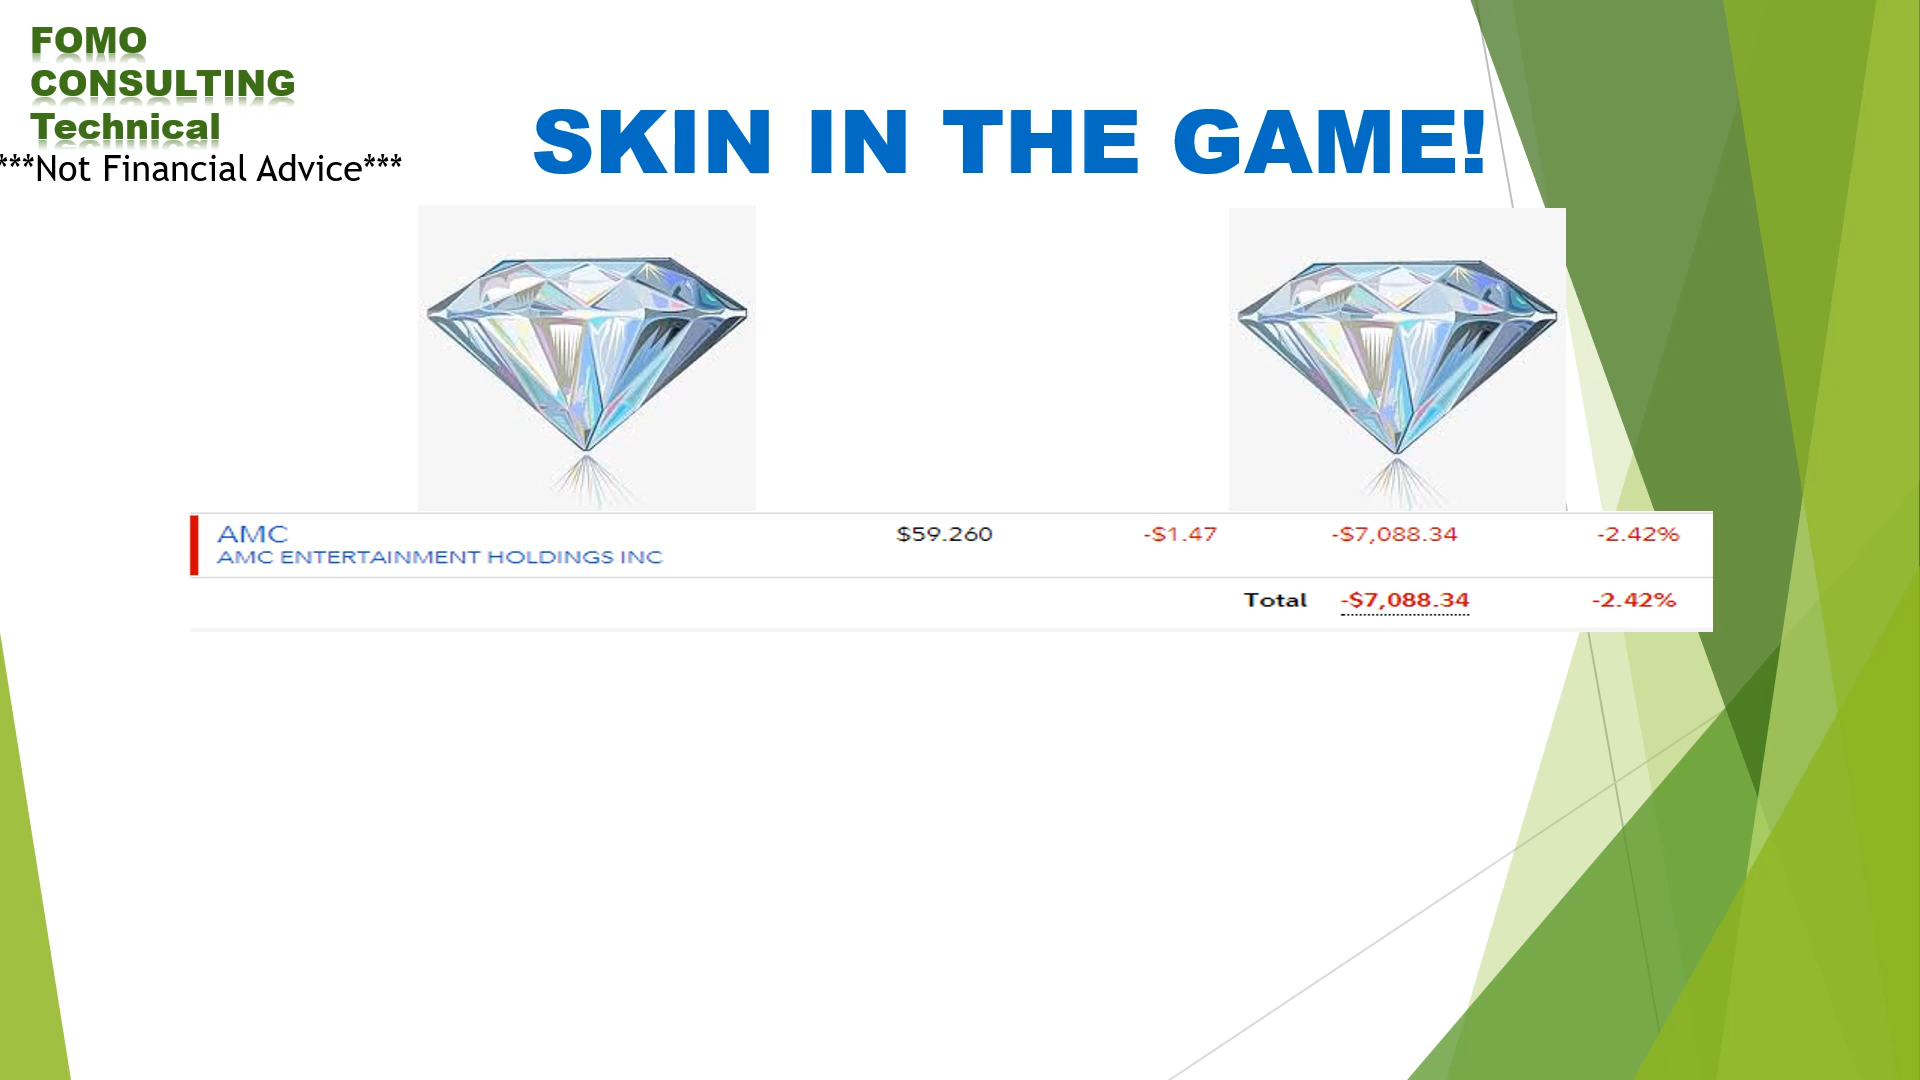 FOMO
CONSULTING
Technical
***Not Financial Advice***
SKIN IN THE GAME!
AMC $59.260 -$1.47 -$7,088.34 -2.42%
AMC ENTERTAINMENT HOLDINGS INC
Total -$7,088.34 -2.42%